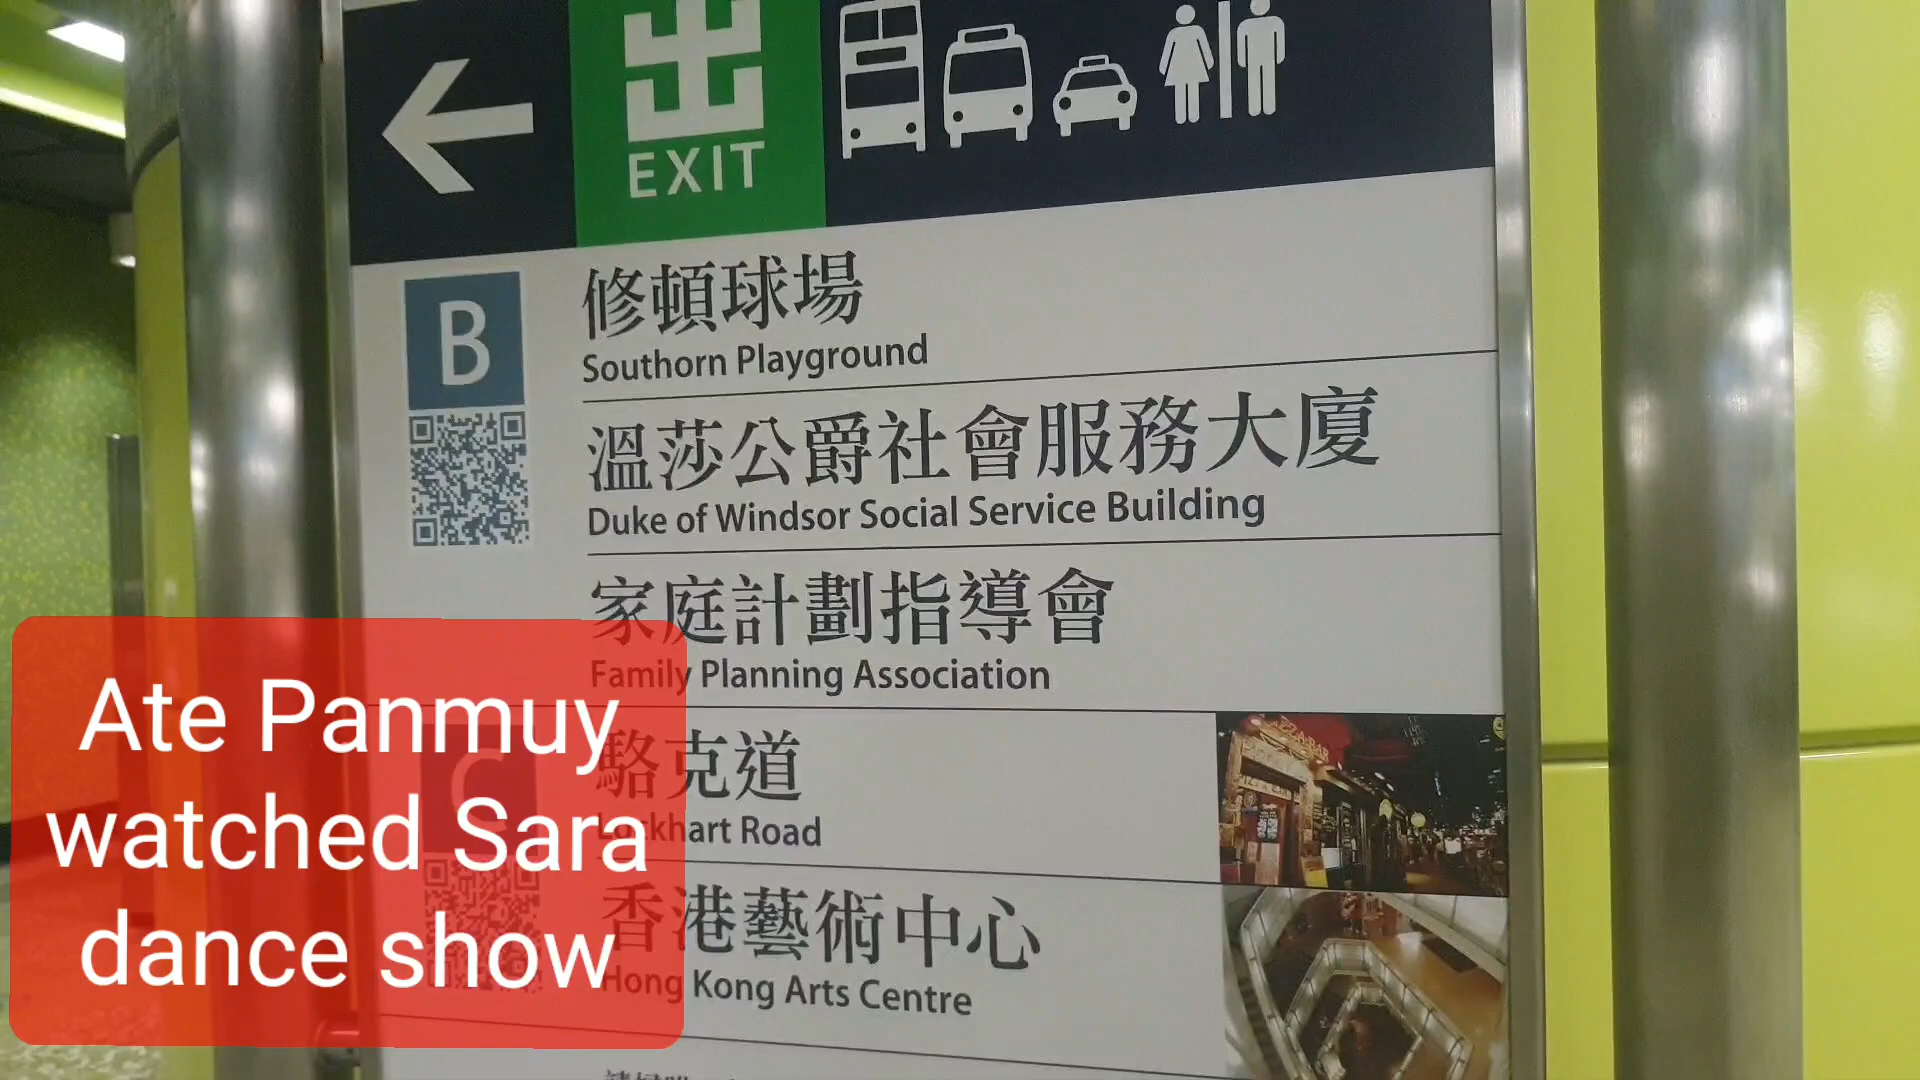 出
EXIT
B
修頓球場
Southorn Playground
溫莎公爵社會服務大廈
Duke of Windsor Social Service Building
家庭計劃指導會
Family Planning Association
C
駱克道
Lockhart Road
香港藝術中心
Hong Kong Arts Centre
Ate Panmuy
watched Sara
dance show